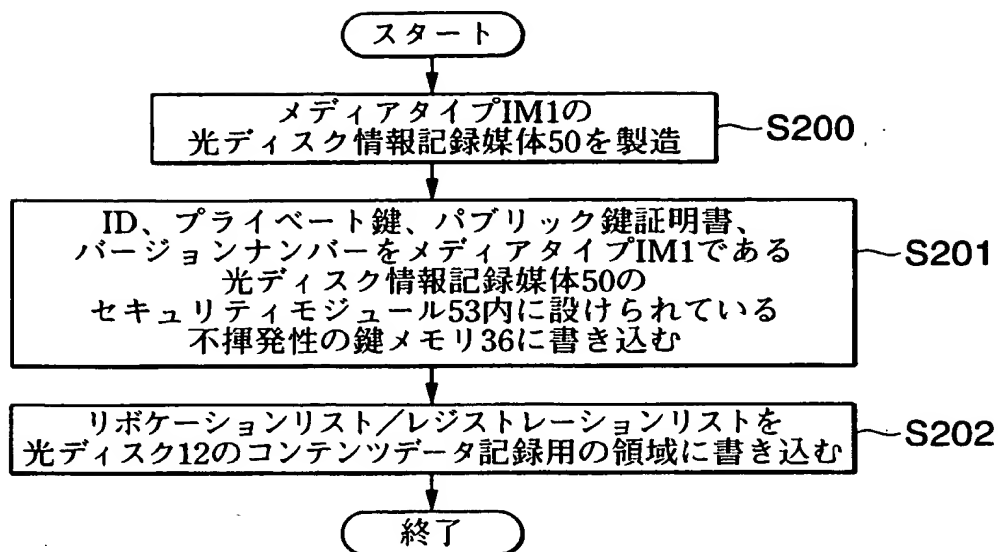 スタート
メディアタイプIM1の
光ディスク情報記録媒体50を製造
S200
ID、プライベート鍵、パブリック鍵証明書、
バージョンナンバーをメディアタイプIM1である
光ディスク情報記録媒体50の
セキュリティモジュール53内に設けられている
不揮発性の鍵メモリ36に書き込む
S201
リボケーションリスト/レジストレーションリストを
光ディスク12のコンテンツデータ記録用の領域に書き込む
S202
終了